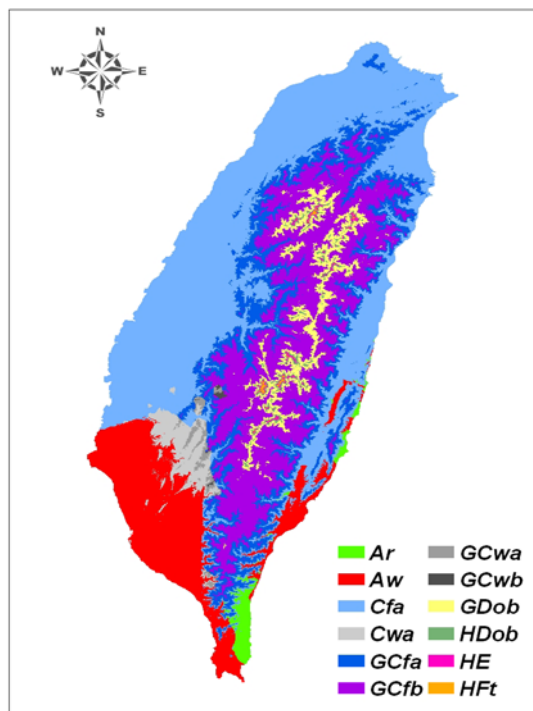 N
W E
S
Ar GCwa
Aw GCwb
Cfa GDob
Cwa HDob
GCfa HE
GCfb HFt